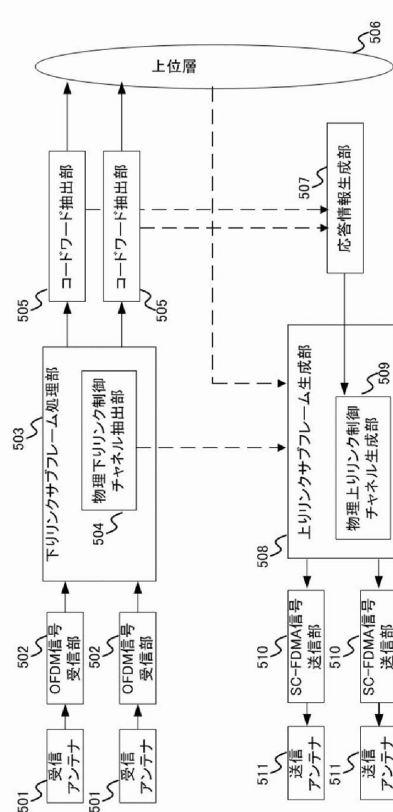 501
受信
アンテナ
502
OFDM信号
受信部
501
受信
アンテナ
502
OFDM信号
受信部
503
下りリンクサブフレーム処理部
物理下りリンク制御
チャネル抽出部
504
505
コードワード抽出部
コードワード抽出部
505
上位層
506
507
応答情報生成部
上りリンクサブフレーム生成部
508
物理上りリンク制御
チャネル生成部
509
510
SC-FDMA信号
送信部
510
SC-FDMA信号
送信部
511
送信
アンテナ
511
送信
アンテナ